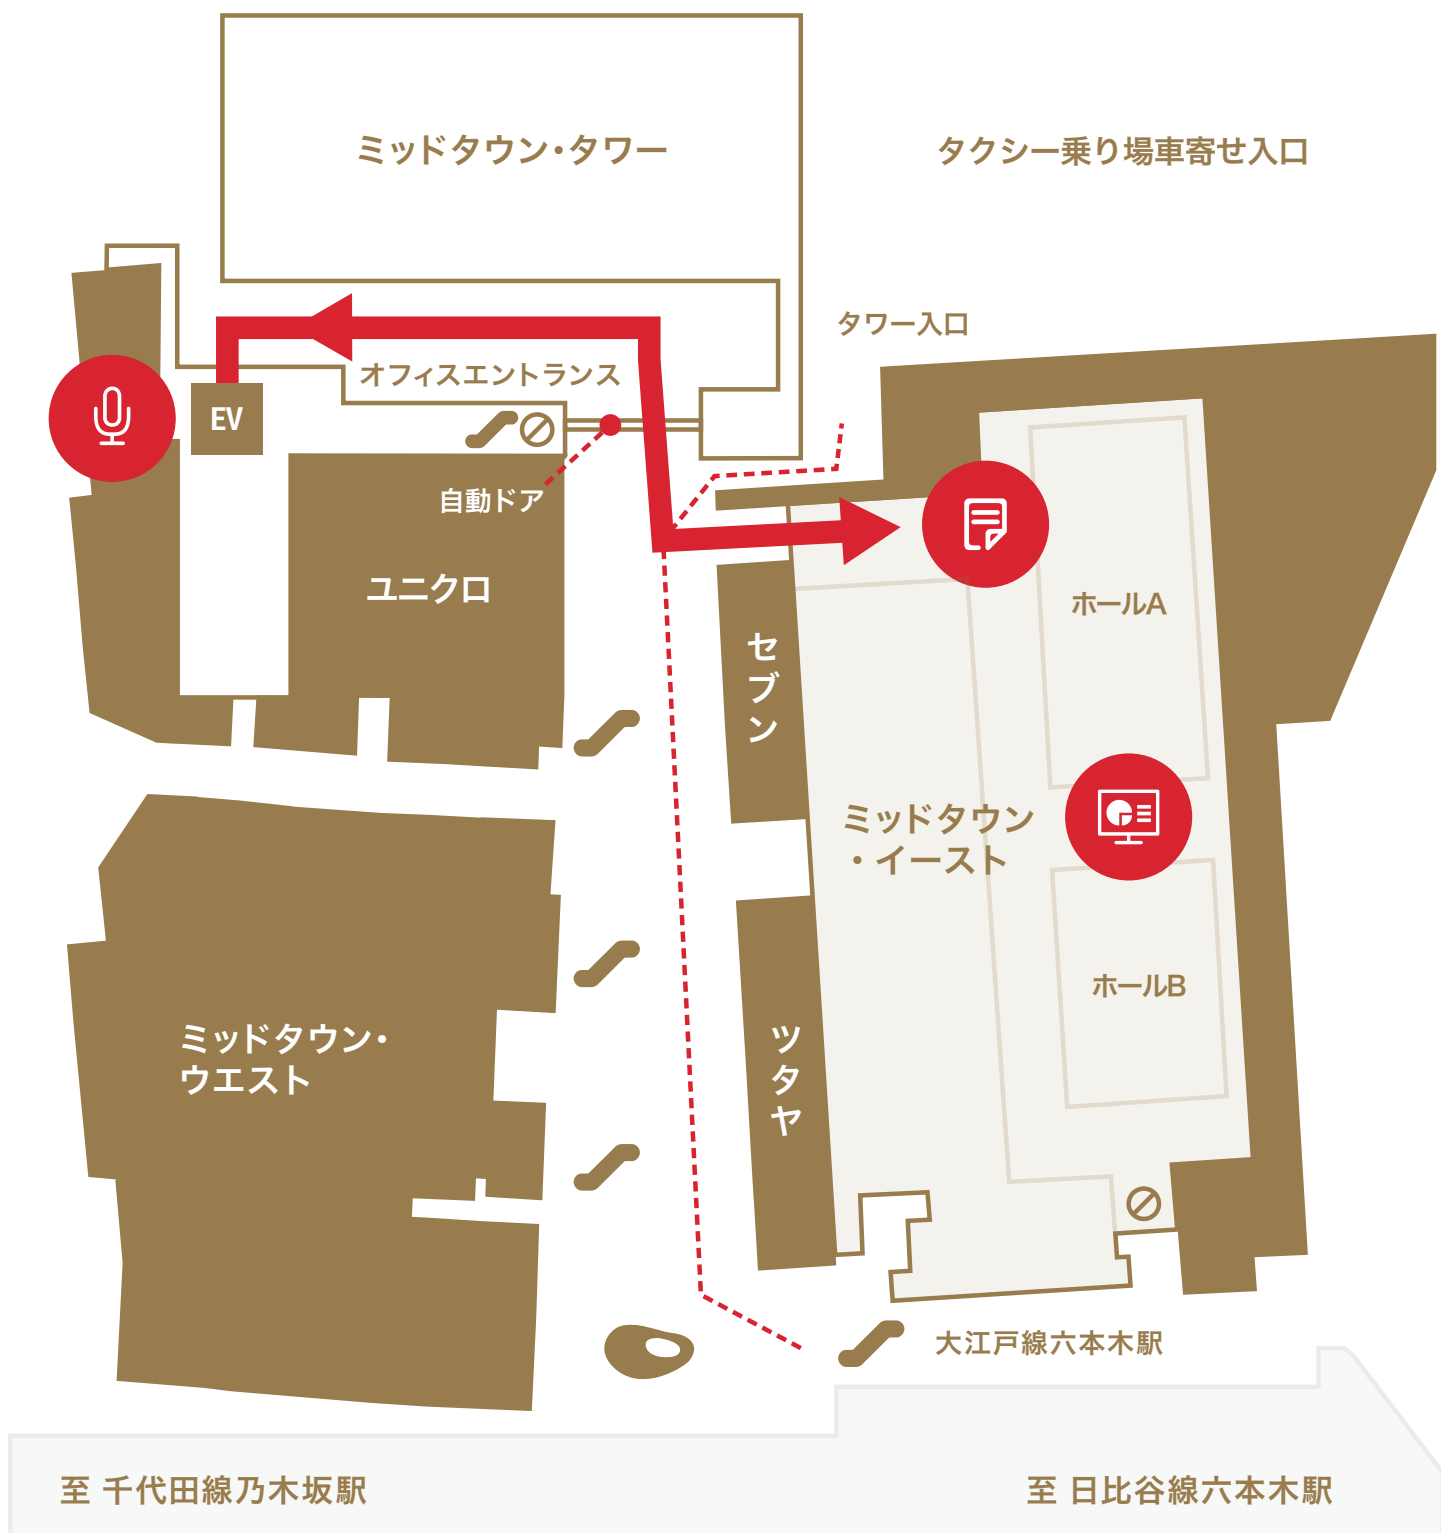 ミッドタウン・タワー
タクシー乗り場車寄せ入口
タワー入口
オフィスエントランス
EV
自動ドア
ユニクロ
ホールA
セブン
ミッドタウン
・イースト
ホールB
ミッドタウン・
ウエスト
ツタヤ
大江戸線六本木駅
至 千代田線乃木坂駅
至 日比谷線六本木駅